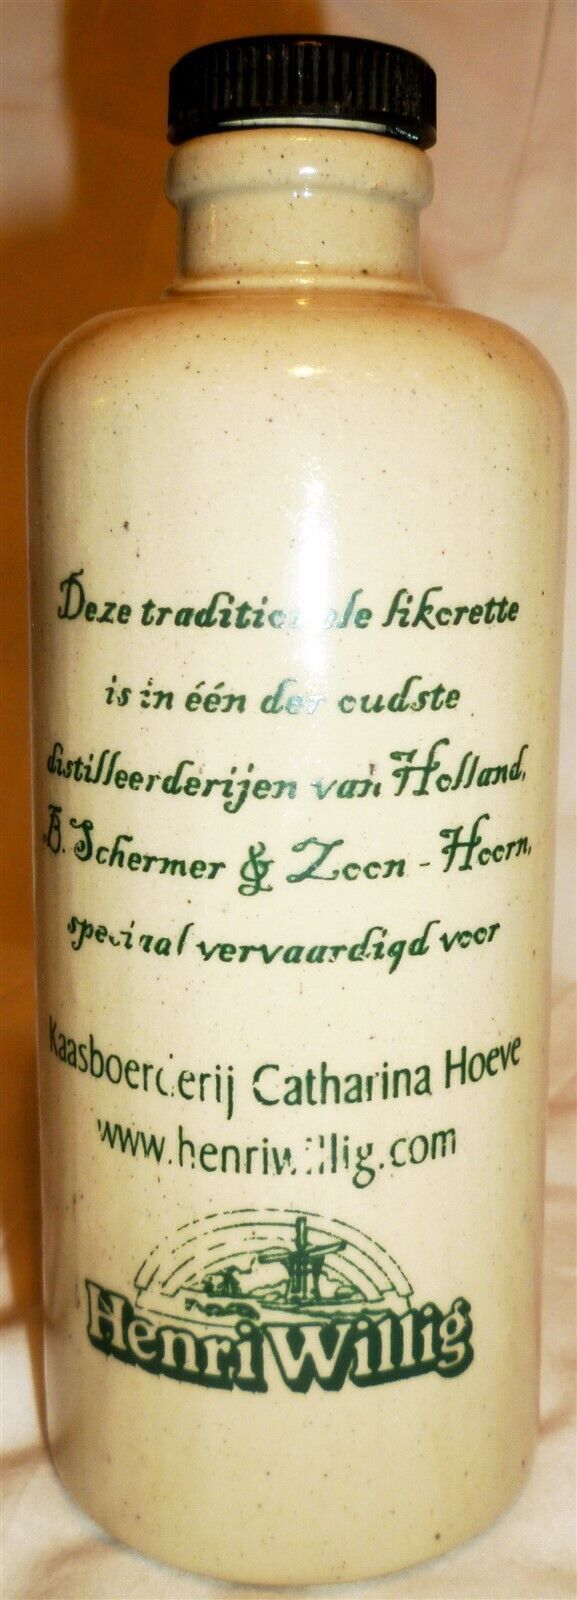 Deze traditionele likorette
is in één der oudste
distilleerderijen van Holland,
B. Schermer & Zoon - Hoorn,
speciaal vervaardigd voor
Kaasboerderij Catharina Hoeve
www.henriwillig.com
Henri Willig